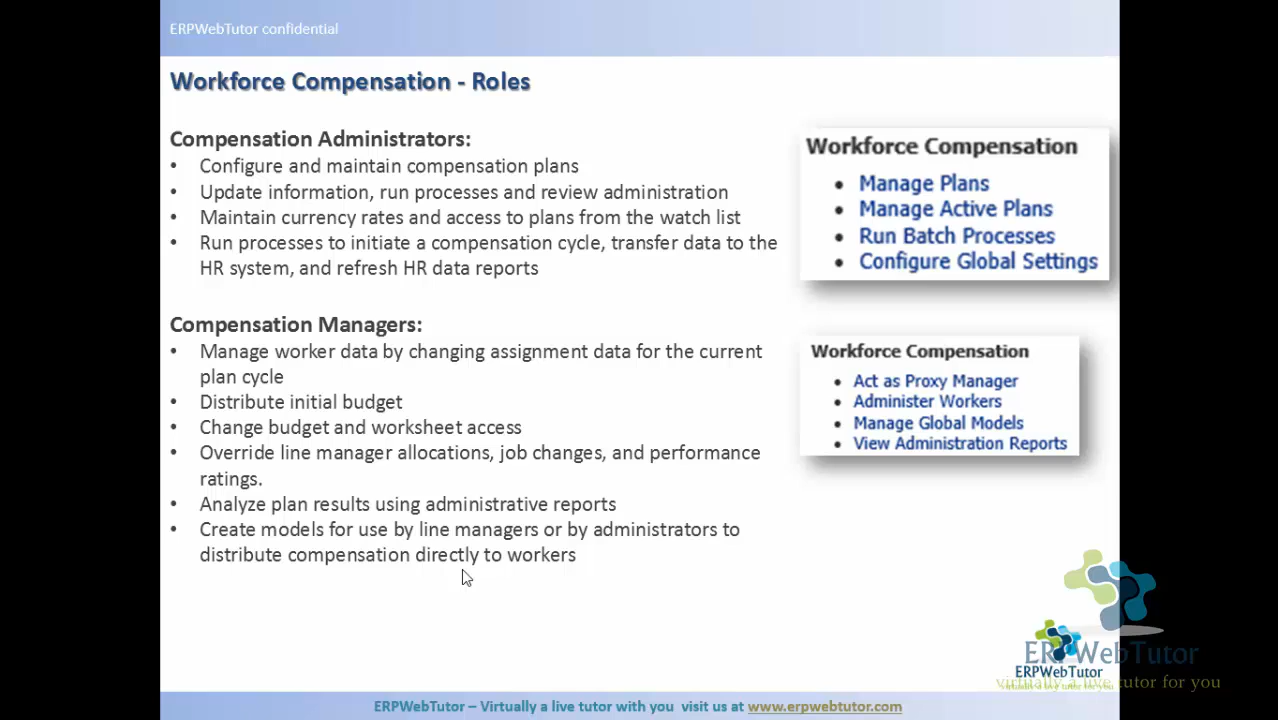 ERPWebTutor confidential
Workforce Compensation - Roles
Compensation Administrators:
• Configure and maintain compensation plans
• Update information, run processes and review administration
• Maintain currency rates and access to plans from the watch list
• Run processes to initiate a compensation cycle, transfer data to the
HR system, and refresh HR data reports
Compensation Managers:
• Manage worker data by changing assignment data for the current
plan cycle
• Distribute initial budget
• Change budget and worksheet access
• Override line manager allocations, job changes, and performance
ratings.
• Analyze plan results using administrative reports
• Create models for use by line managers or by administrators to
distribute compensation directly to workers
Workforce Compensation
• Manage Plans
• Manage Active Plans
• Run Batch Processes
• Configure Global Settings
Workforce Compensation
• Act as Proxy Manager
• Administer Workers
• Manage Global Models
• View Administration Reports
ERPWebTutor
virtually a live tutor for you
ERPWebTutor
virtually a live tutor for you
ERPWebTutor – Virtually a live tutor with you visit us at www.erpwebtutor.com